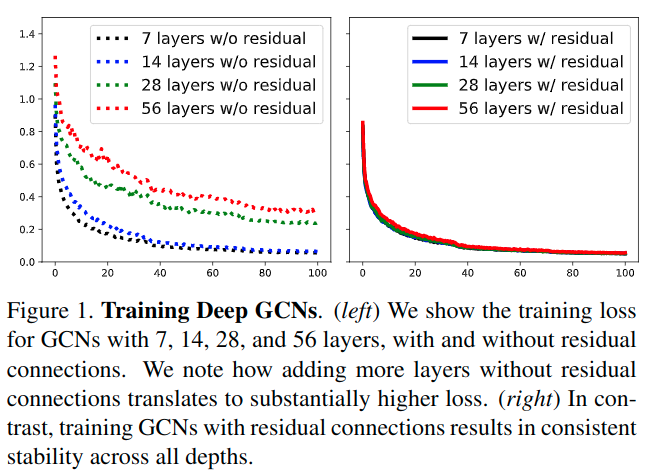 1.4
1.2
1.0
0.8
0.6
0.4
0.2
0.0
0 20 40 60 80 100
7 layers w/o residual
14 layers w/o residual
28 layers w/o residual
56 layers w/o residual
7 layers w/ residual
14 layers w/ residual
28 layers w/ residual
56 layers w/ residual
0 20 40 60 80 100
Figure 1. Training Deep GCNs. (left) We show the training loss
for GCNs with 7, 14, 28, and 56 layers, with and without residual
connections. We note how adding more layers without residual
connections translates to substantially higher loss. (right) In con-
trast, training GCNs with residual connections results in consistent
stability across all depths.